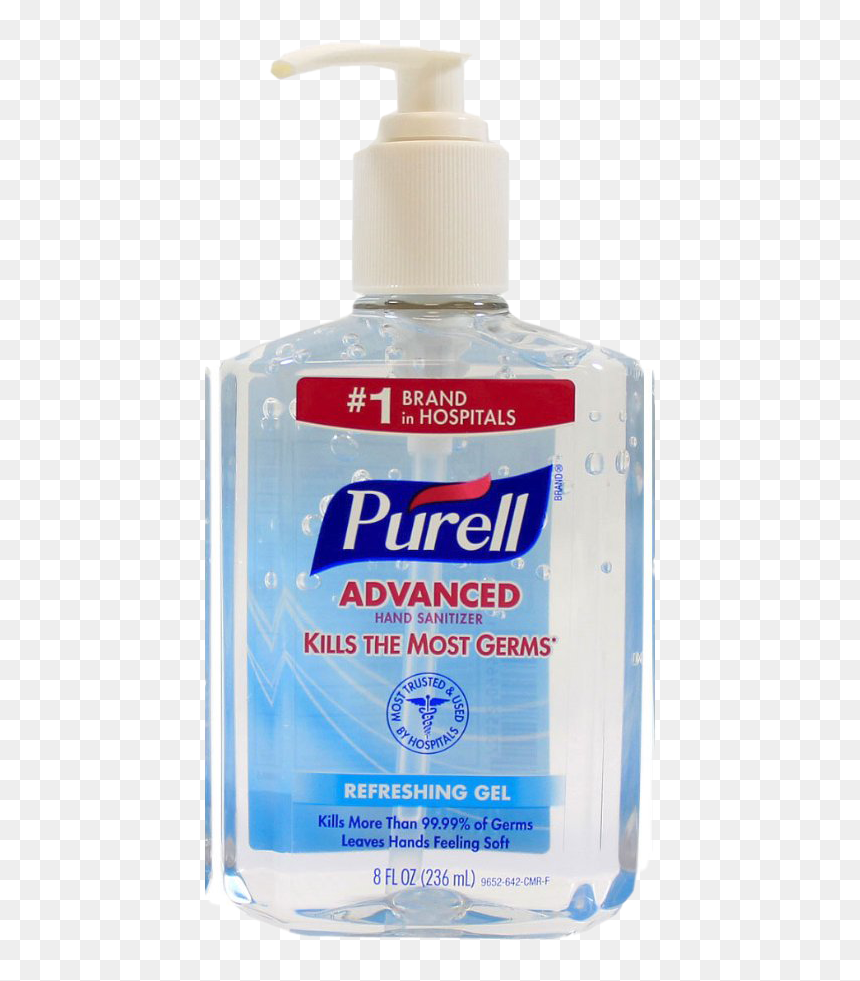 #1 BRAND
in HOSPITALS
Purell
BRAND®
ADVANCED
HAND SANITIZER
KILLS THE MOST GERMS*
MOST TRUSTED & USED
BY HOSPITALS
REFRESHING GEL
Kills More Than 99.99% of Germs
Leaves Hands Feeling Soft
8 FL OZ (236 mL) 9652-642-CMR-F